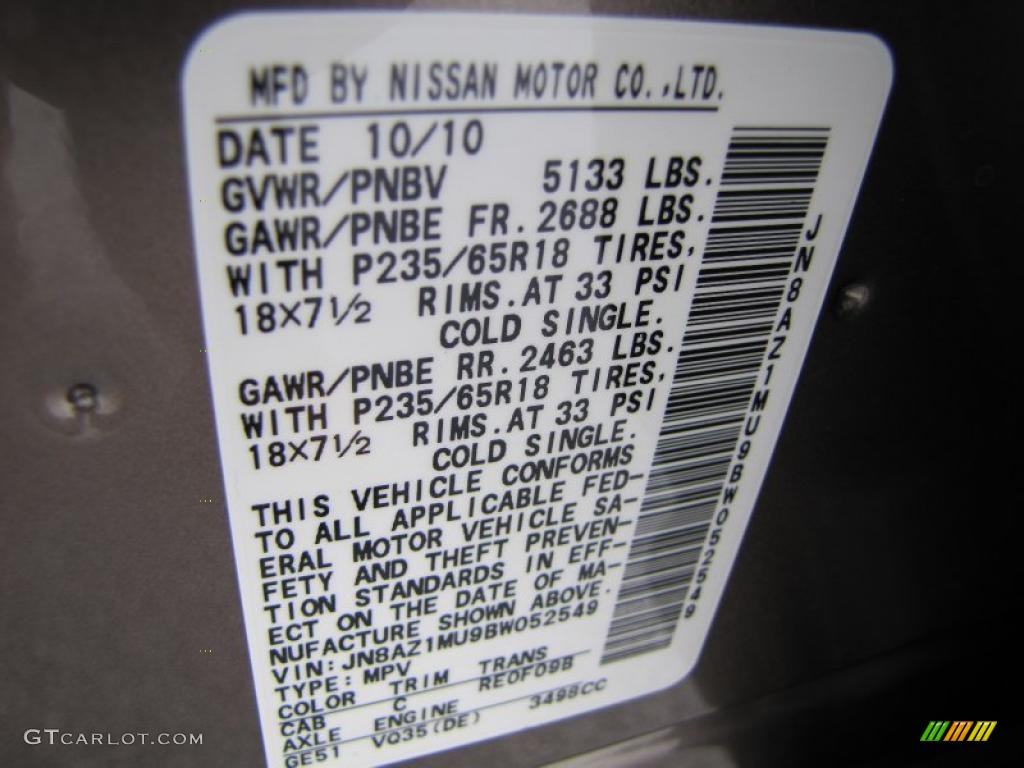 MFD BY NISSAN MOTOR CO.,LTD.
DATE 10/10
GVWR/PNBV 5133 LBS.
GAWR/PNBE FR. 2688 LBS.
WITH P235/65R18 TIRES,
18X7 1/2 RIMS. AT 33 PSI
COLD SINGLE.
GAWR/PNBE RR. 2463 LBS.
WITH P235/65R18 TIRES,
18X7 1/2 RIMS. AT 33 PSI
COLD SINGLE.
THIS VEHICLE CONFORMS
TO ALL APPLICABLE FED-
ERAL MOTOR VEHICLE SA-
FETY AND THEFT PREVEN-
TION STANDARDS IN EFF-
ECT ON THE DATE OF MA-
NUFACTURE SHOWN ABOVE.
VIN: JN8AZ1MU9BW052549
TYPE: MPV
COLOR TRIM TRANS
CAB C RE0F09B
AXLE ENGINE
GE51 VQ35(DE) 3498CC
JN8AZ1MU9BW052549
GTCARLOT.COM